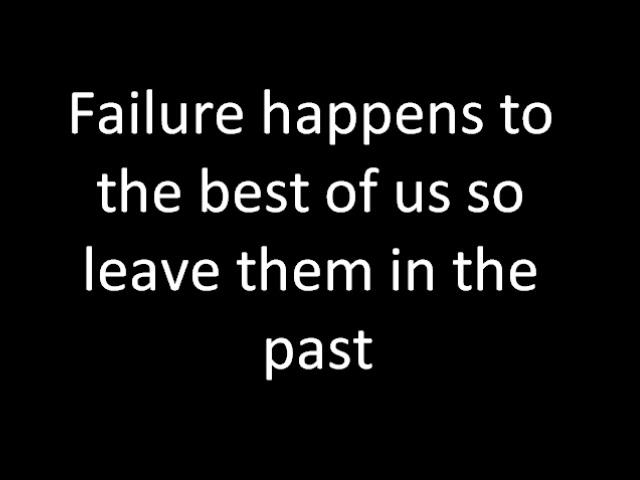 Failure happens to
the best of us so
leave them in the
past